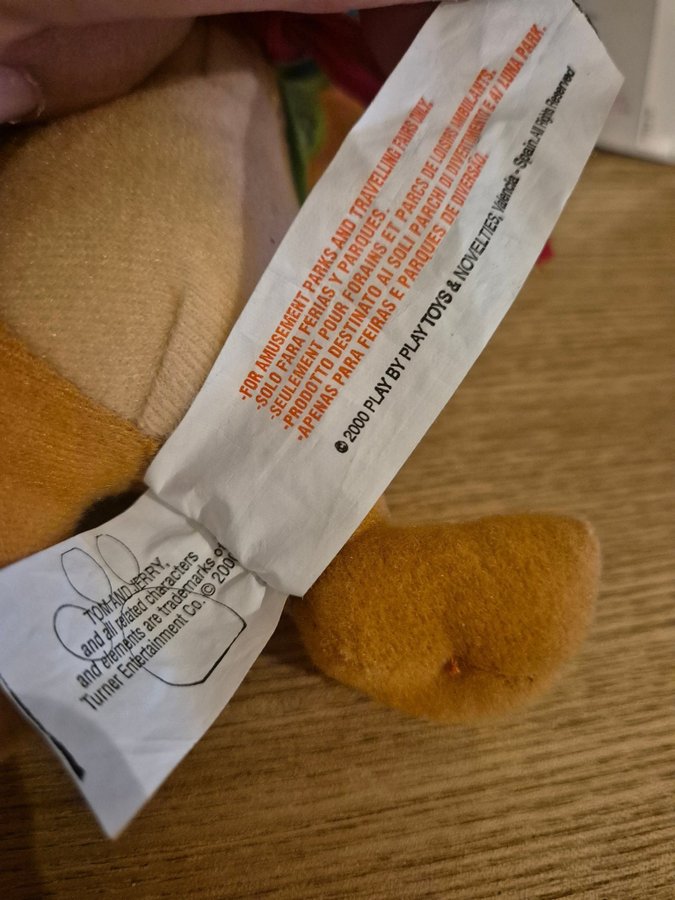 -FOR AMUSEMENT PARKS AND TRAVELLING FAIRS ONLY.
-SOLO FARA FERIAS Y PARQUES.
-SEULEMENT POUR FORAINS ET PARCS DE LOISIRS AMBULANTS.
-PRODOTTO DESTINATO AI SOLI PARCHI DI DIVERTIMENTO E AI LUNA PARK.
-APENAS PARA FEIRAS E PARQUES DE DIVERSÃO.
© 2000 PLAY BY PLAY TOYS & NOVELTIES, Valencia - Spain. All Rights Reserved
TOM AND JERRY,
and all related characters
and elements are trademarks of
Turner Entertainment Co. © 2000